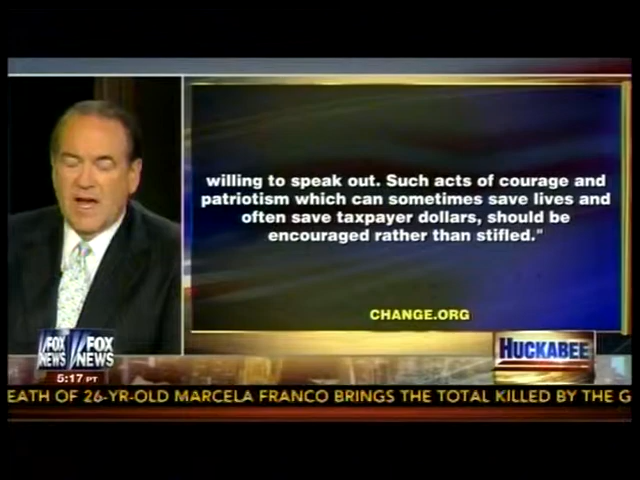 willing to speak out. Such acts of courage and
patriotism which can sometimes save lives and
often save taxpayer dollars, should be
encouraged rather than stifled."
CHANGE.ORG
FOX NEWS
FOX NEWS
HUCKABEE
5:17 PT
EATH OF 26-YR-OLD MARCELA FRANCO BRINGS THE TOTAL KILLED BY THE G